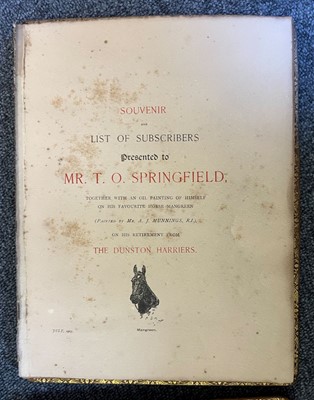 SOUVENIR
AND
LIST OF SUBSCRIBERS
Presented to
MR. T. O. SPRINGFIELD,
TOGETHER WITH AN OIL PAINTING OF HIMSELF
ON HIS FAVOURITE HORSE
(PAINTED BY MR. A. J. MUNNINGS, R.I.),
ON HIS RETIREMENT FROM
THE DUNSTON HARRIERS.
JULY,